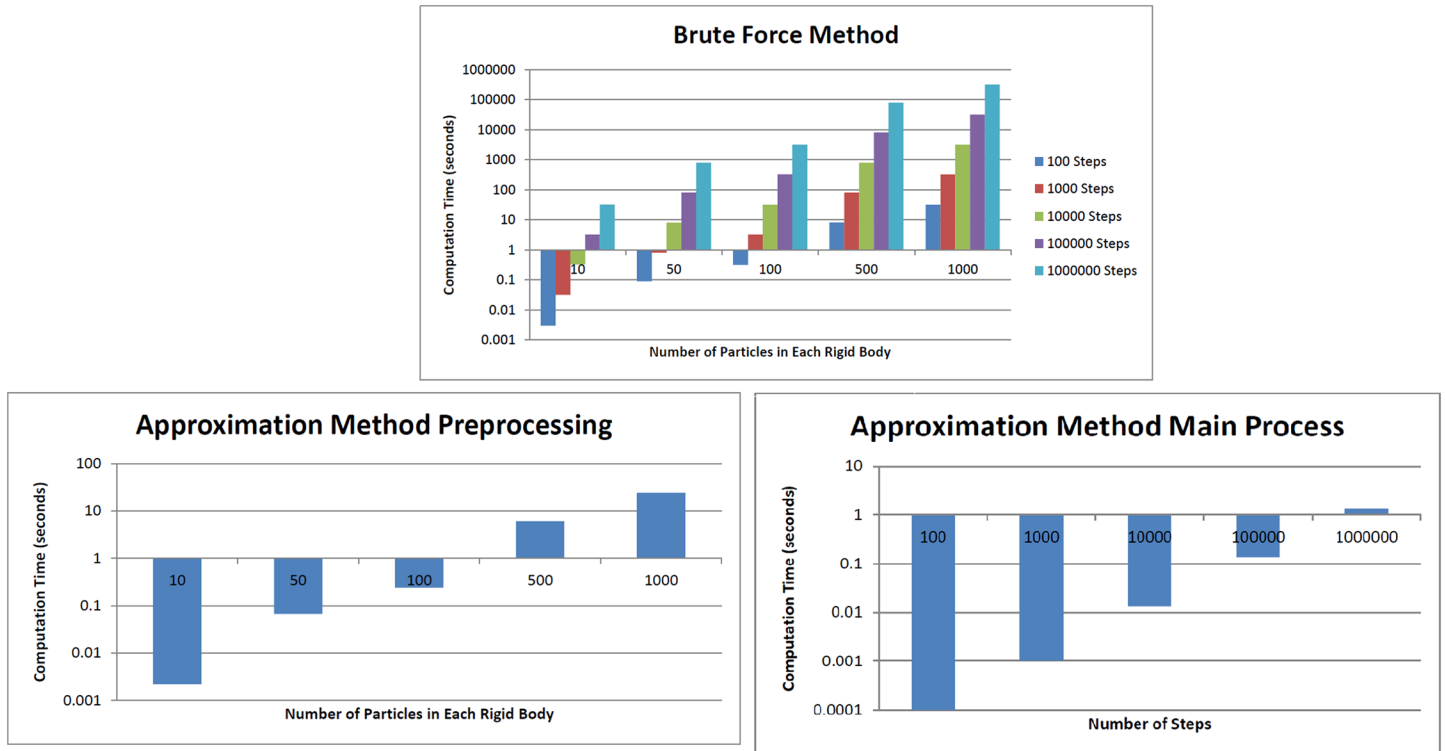 Brute Force Method
Computation Time (seconds)
1000000
100000
10000
1000
100
10
1
0.1
0.01
0.001
10 50 100 500 1000
Number of Particles in Each Rigid Body
100 Steps
1000 Steps
10000 Steps
100000 Steps
1000000 Steps
Approximation Method Preprocessing
Computation Time (seconds)
100
10
1
0.1
0.01
0.001
10 50 100 500 1000
Number of Particles in Each Rigid Body
Approximation Method Main Process
Computation Time (seconds)
10
1
0.1
0.01
0.001
0.0001
100 1000 10000 100000 1000000
Number of Steps